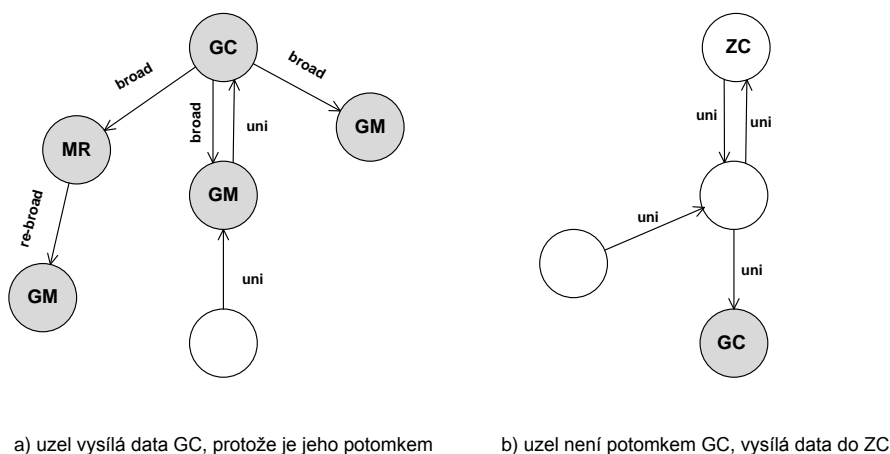 GC
broad
broad
broad
uni
MR
GM
GM
re-broad
GM
uni
a) uzel vysílá data GC, protože je jeho potomkem
ZC
uni
uni
uni
uni
GC
b) uzel není potomkem GC, vysílá data do ZC